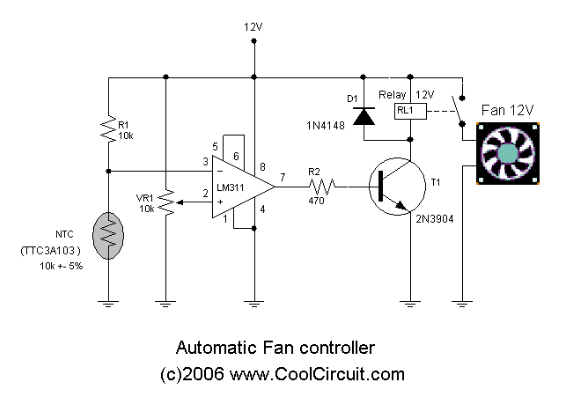 12V
D1
Relay 12V
RL1
Fan 12V
R1
10k
1N4148
5
6
3
8
7
R2
LM311
VR1
10k
2
470
T1
1
4
2N3904
NTC
(TTC3A103)
10k +- 5%
- 
+
Automatic Fan controller
(c)2006 www.CoolCircuit.com